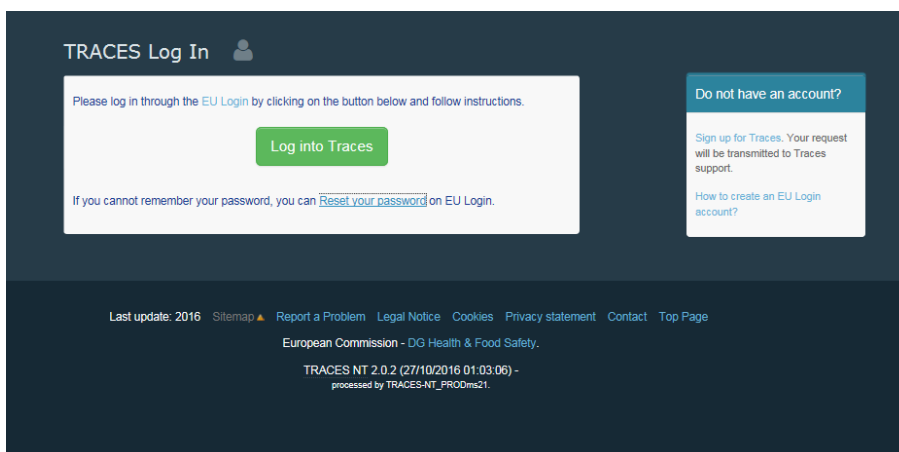 TRACES Log In
Please log in through the EU Login by clicking on the button below and follow instructions.
Log into Traces
If you cannot remember your password, you can Reset your password on EU Login.
Do not have an account?
Sign up for Traces. Your request
will be transmitted to Traces
support.
How to create an EU Login
account?
Last update: 2016 Sitemap Report a Problem Legal Notice Cookies Privacy statement Contact Top Page
European Commission - DG Health & Food Safety.
TRACES NT 2.0.2 (27/10/2016 01:03:06) -
processed by TRACES-NT_PRODms21.